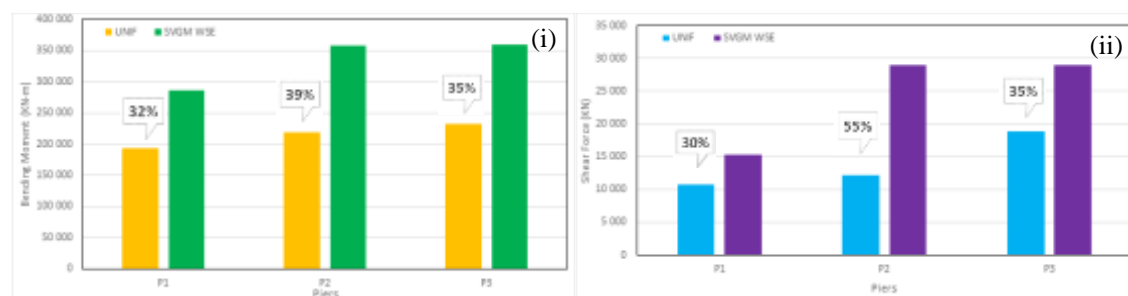 400 000
350 000
300 000
250 000
200 000
150 000
100 000
50 000
0
Bending Moment (KN-m)
UNIF
SVGM WSE
(i)
32%
39%
35%
P1
P2
P3
Piers
35 000
30 000
25 000
20 000
15 000
10 000
5 000
0
Shear Force (KN)
UNIF
SVGM WSE
(ii)
30%
55%
35%
P1
P2
P3
Piers